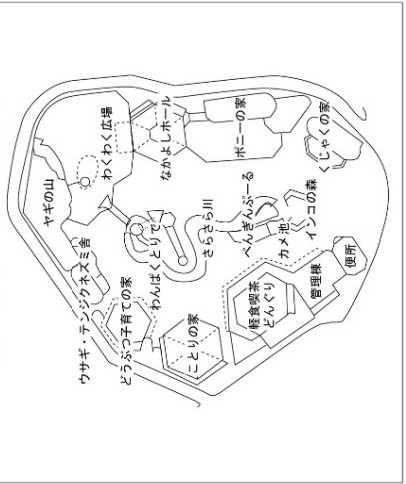 ヤギの山
わくわく広場
なかよしホール
ポニーの家
くじゃくの家
ウサギ・テンジクネズミ舎
どうぶつ子育ての家
わんぱくとりで
さらさら川
ぺんぎんぷーる
カメ池
インコの森
ことりの家
軽食喫茶
どんぐり
管理棟
便所